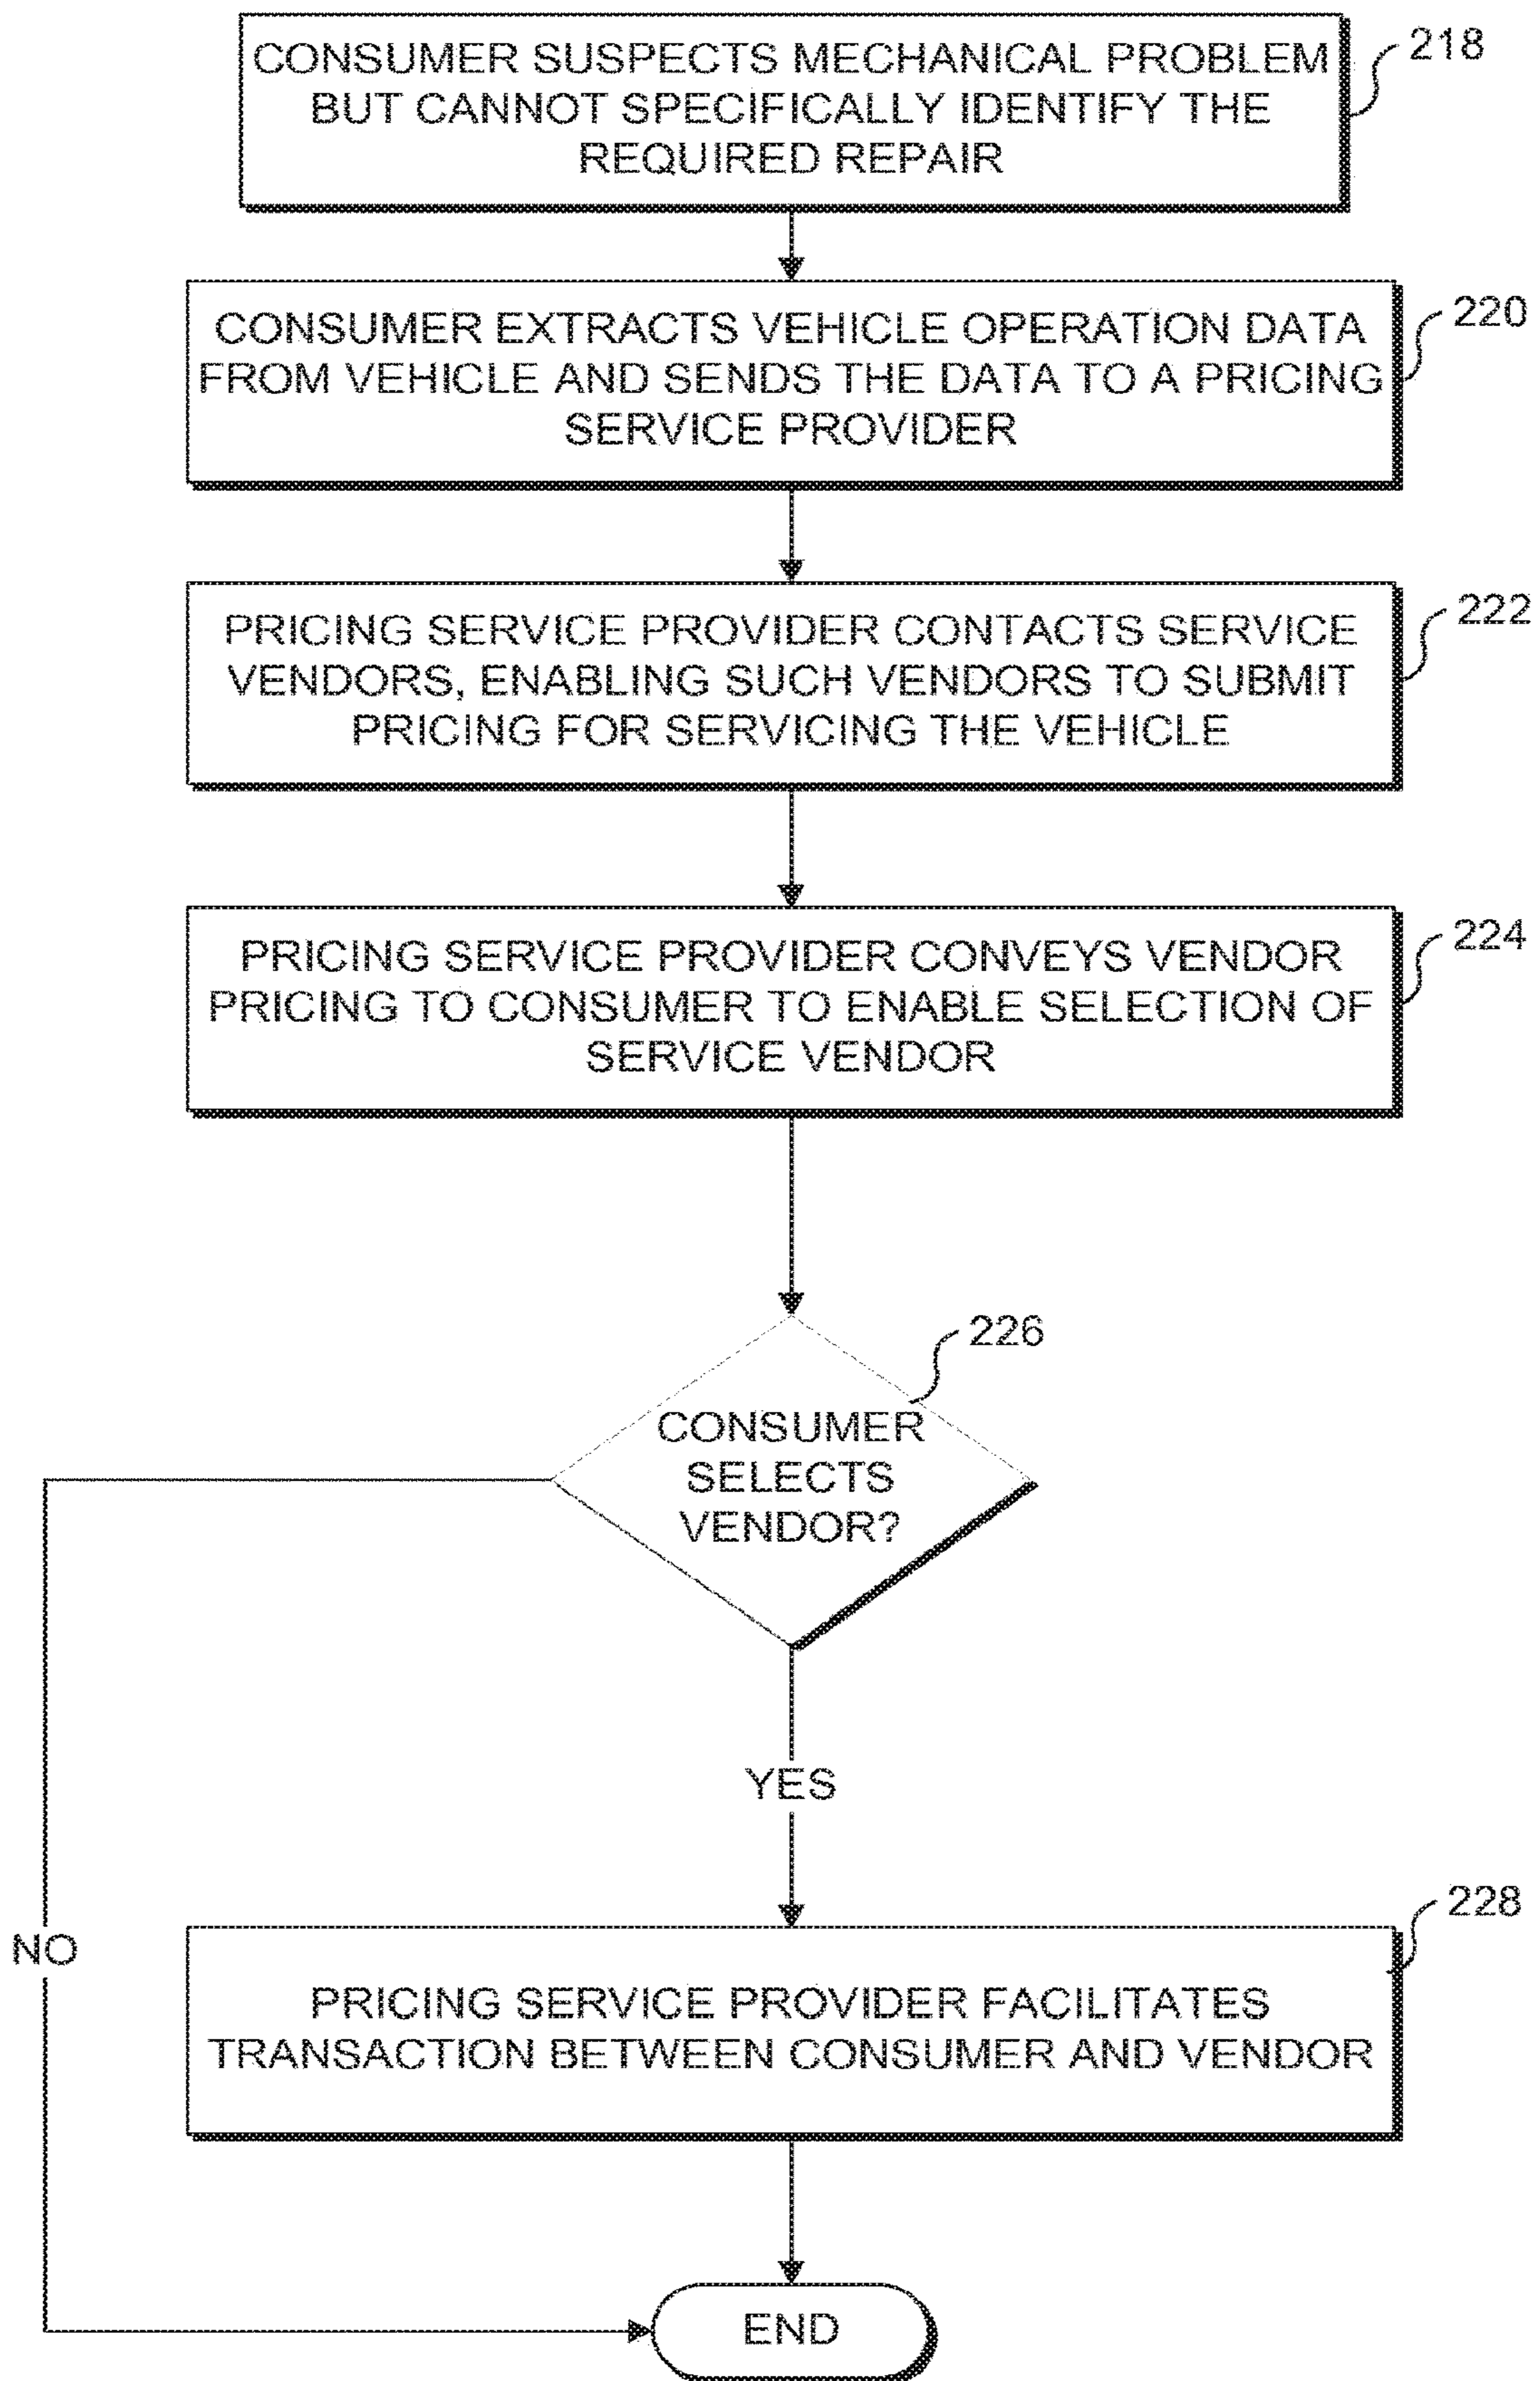 CONSUMER SUSPECTS MECHANICAL PROBLEM
BUT CANNOT SPECIFICALLY IDENTIFY THE
REQUIRED REPAIR
218
CONSUMER EXTRACTS VEHICLE OPERATION DATA
FROM VEHICLE AND SENDS THE DATA TO A PRICING
SERVICE PROVIDER
220
PRICING SERVICE PROVIDER CONTACTS SERVICE
VENDORS, ENABLING SUCH VENDORS TO SUBMIT
PRICING FOR SERVICING THE VEHICLE
222
PRICING SERVICE PROVIDER CONVEYS VENDOR
PRICING TO CONSUMER TO ENABLE SELECTION OF
SERVICE VENDOR
224
226
CONSUMER
SELECTS
VENDOR?
YES
NO
228
PRICING SERVICE PROVIDER FACILITATES
TRANSACTION BETWEEN CONSUMER AND VENDOR
END